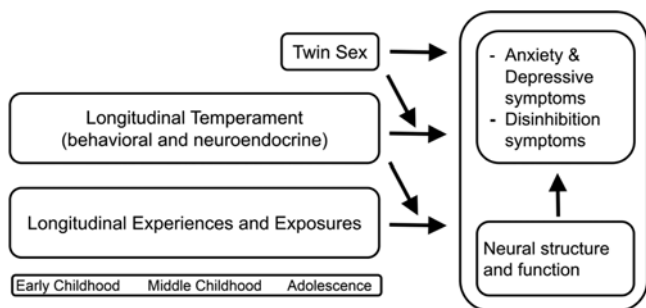 Twin Sex
- Anxiety &
Depressive
symptoms
- Disinhibition
symptoms
Longitudinal Temperament
(behavioral and neuroendocrine)
Longitudinal Experiences and Exposures
Neural structure
and function
Early Childhood Middle Childhood Adolescence